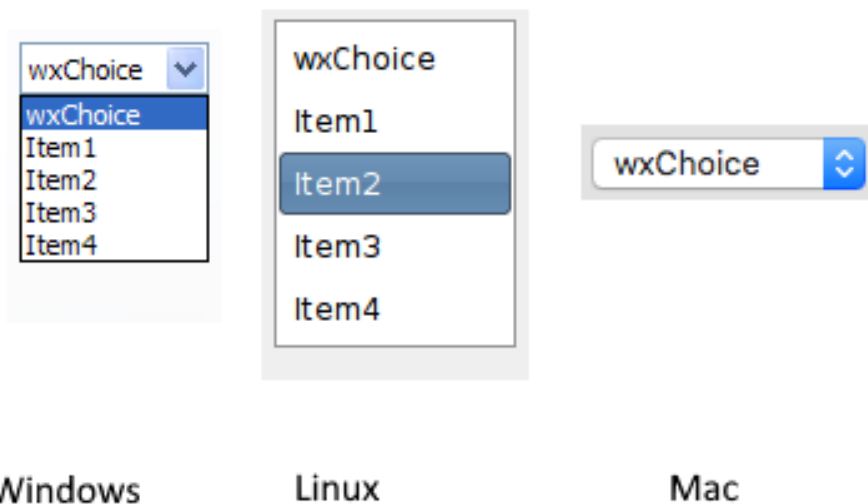 wxChoice
wxChoice
Item1
Item2
Item3
Item4
wxChoice
Item1
Item2
Item3
Item4
wxChoice
Windows
Linux
Mac